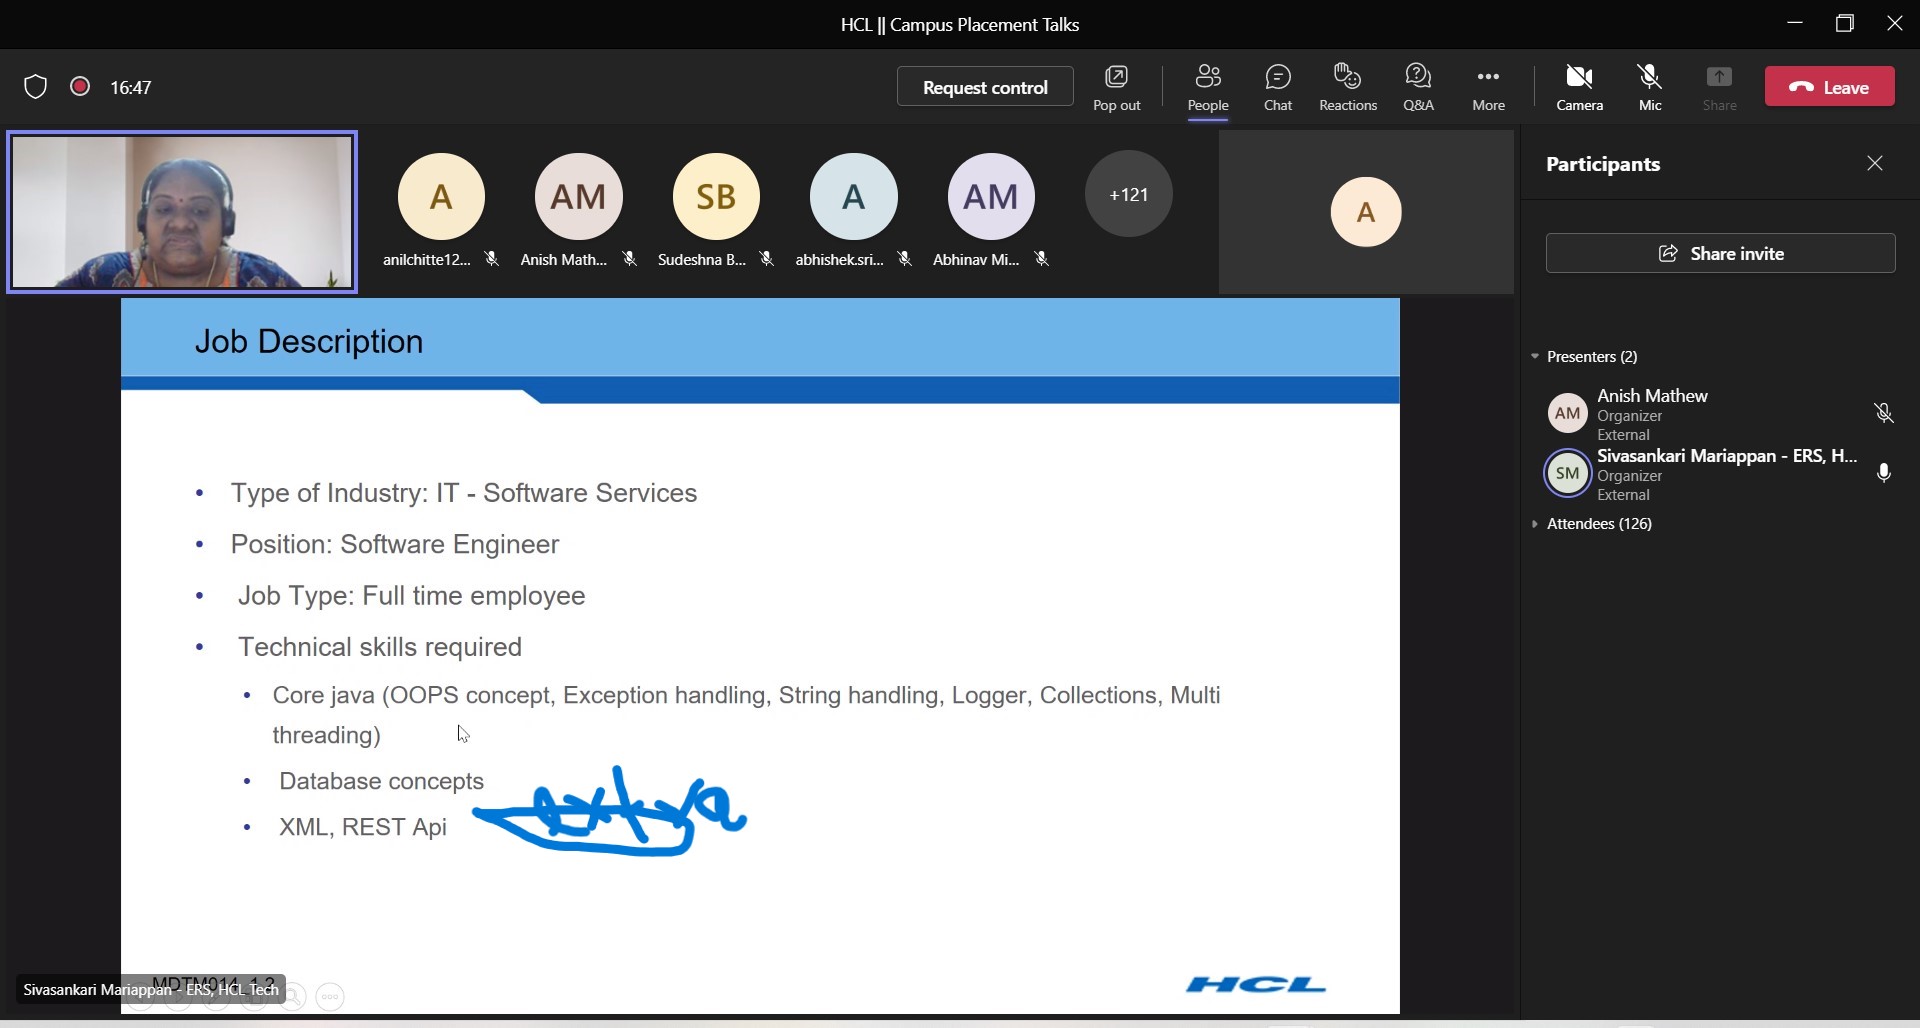 HCL || Campus Placement Talks
16:47
Request control
Pop out
People
Chat
Reactions
Q&A
More
Camera
Mic
Share
Leave
A
AM
SB
A
AM
+121
A
anilchitte12...
Anish Math...
Sudeshna B...
abhishek.sri...
Abhinav Mi...
Participants
Share invite
Presenters (2)
AM
Anish Mathew
Organizer
External
SM
Sivasankari Mariappan - ERS, H...
Organizer
External
Attendees (126)
Job Description
• Type of Industry: IT - Software Services
• Position: Software Engineer
• Job Type: Full time employee
• Technical skills required
• Core java (OOPS concept, Exception handling, String handling, Logger, Collections, Multi
threading)
• Database concepts
• XML, REST Api
MDTM014_1.2
Sivasankari Mariappan - ERS, HCL Tech
HCL